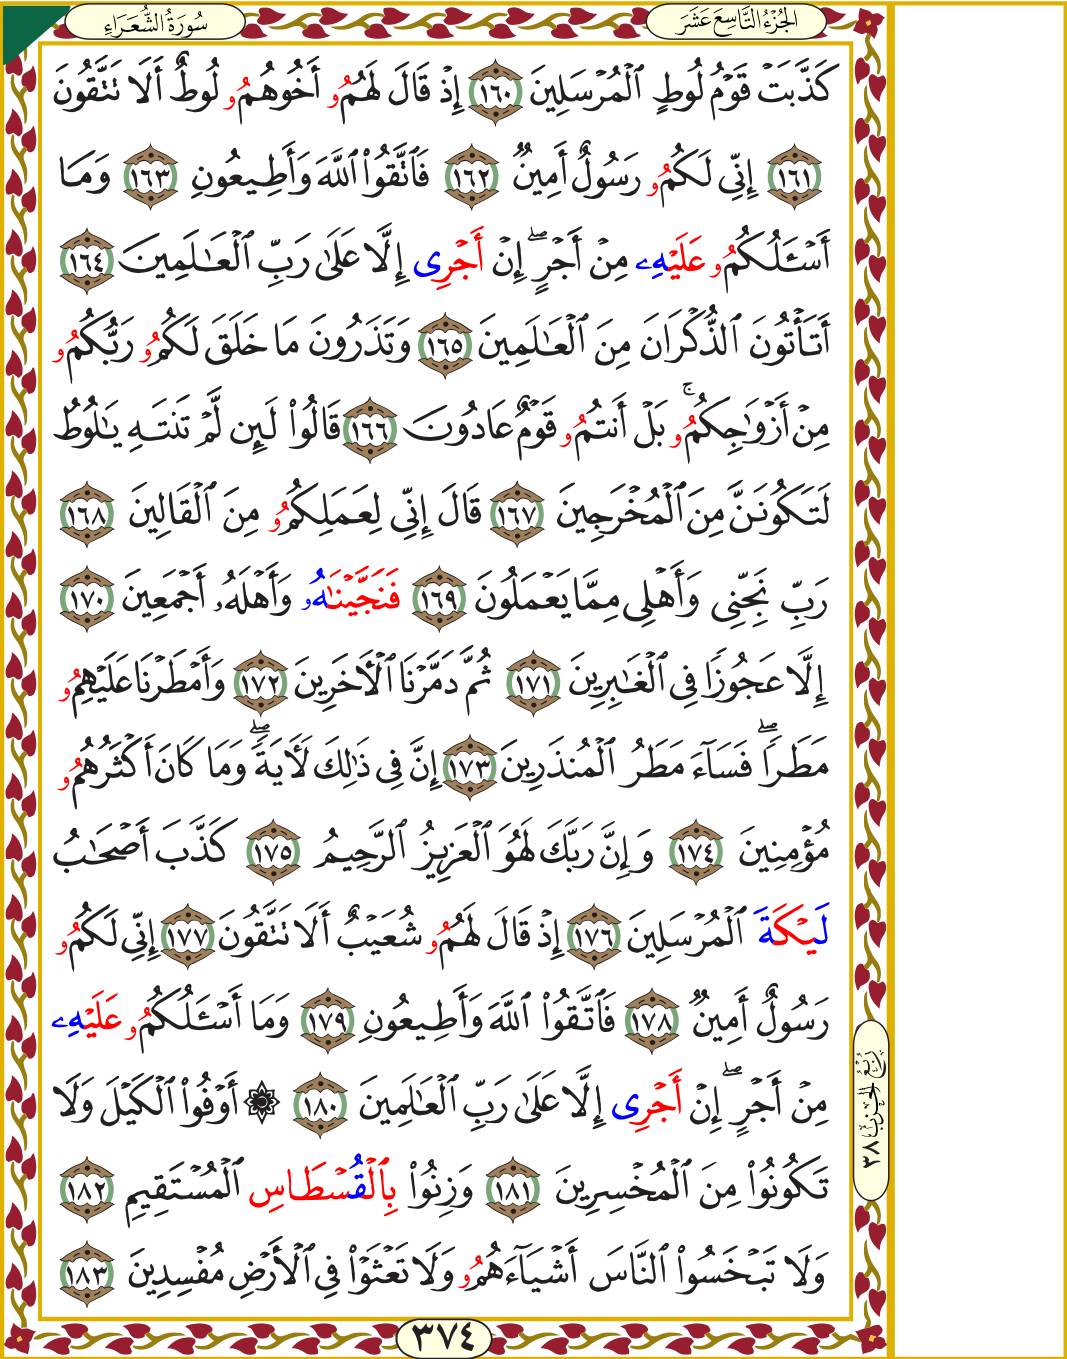 الجُزْءُ التَّاسِعَ عَشَرَ
سُورَةُ الشُّعَرَاءِ
كَذَّبَتْ قَوْمُ لُوطٍ ٱلْمُرْسَلِينَ ١٦٠ إِذْ قَالَ لَهُمُۥ أَخُوهُمُۥ لُوطٌ أَلَا تَتَّقُونَ
١٦١ إِنِّى لَكُمُۥ رَسُولٌ أَمِينٌ ١٦٢ فَٱتَّقُوا۟ ٱللَّهَ وَأَطِيعُونِ ١٦٣ وَمَا
أَسْـَٔلُكُمُۥ عَلَيْهِۦ مِنْ أَجْرٍ ۖ إِنْ أَجْرِى إِلَّا عَلَىٰ رَبِّ ٱلْعَـٰلَمِينَ ١٦٤
أَتَأْتُونَ ٱلذُّكْرَانَ مِنَ ٱلْعَـٰلَمِينَ ١٦٥ وَتَذَرُونَ مَا خَلَقَ لَكُمُۥ رَبُّكُمُۥ
مِنْ أَزْوَٰجِكُمُۥ ۚ بَلْ أَنتُمُۥ قَوْمٌ عَادُونَ ١٦٦ قَالُوا۟ لَئِن لَّمْ تَنتَهِ يَـٰلُوطُ
لَتَكُونَنَّ مِنَ ٱلْمُخْرَجِينَ ١٦٧ قَالَ إِنِّى لِعَمَلِكُمُۥ مِنَ ٱلْقَالِينَ ١٦٨
رَبِّ نَجِّنِى وَأَهْلِى مِمَّا يَعْمَلُونَ ١٦٩ فَنَجَّيْنَـٰهُۥ وَأَهْلَهُۥ أَجْمَعِينَ ١٧٠
إِلَّا عَجُوزًا فِى ٱلْغَـٰبِرِينَ ١٧١ ثُمَّ دَمَّرْنَا ٱلْأَخَرِينَ ١٧٢ وَأَمْطَرْنَا عَلَيْهِمُۥ
مَطَرًا ۖ فَسَآءَ مَطَرُ ٱلْمُنذَرِينَ ١٧٣ إِنَّ فِى ذَٰلِكَ لَأَيَةً ۖ وَمَا كَانَ أَكْثَرُهُمُۥ
مُؤْمِنِينَ ١٧٤ وَإِنَّ رَبَّكَ لَهُوَ ٱلْعَزِيزُ ٱلرَّحِيمُ ١٧٥ كَذَّبَ أَصْحَـٰبُ
لَيْكَةَ ٱلْمُرْسَلِينَ ١٧٦ إِذْ قَالَ لَهُمُۥ شُعَيْبٌ أَلَا تَتَّقُونَ ١٧٧ إِنِّى لَكُمُۥ
رَسُولٌ أَمِينٌ ١٧٨ فَٱتَّقُوا۟ ٱللَّهَ وَأَطِيعُونِ ١٧٩ وَمَا أَسْـَٔلُكُمُۥ عَلَيْهِۦ
مِنْ أَجْرٍ ۖ إِنْ أَجْرِى إِلَّا عَلَىٰ رَبِّ ٱلْعَـٰلَمِينَ ١٨٠ ۞ أَوْفُوا۟ ٱلْكَيْلَ وَلَا
تَكُونُوا۟ مِنَ ٱلْمُخْسِرِينَ ١٨١ وَزِنُوا۟ بِٱلْقُسْطَاسِ ٱلْمُسْتَقِيمِ ١٨٢
وَلَا تَبْخَسُوا۟ ٱلنَّاسَ أَشْيَآءَهُمُۥ وَلَا تَعْثَوْا۟ فِى ٱلْأَرْضِ مُفْسِدِينَ ١٨٣
رُبْعُ الحِزْبِ ٣٨
٣٧٤